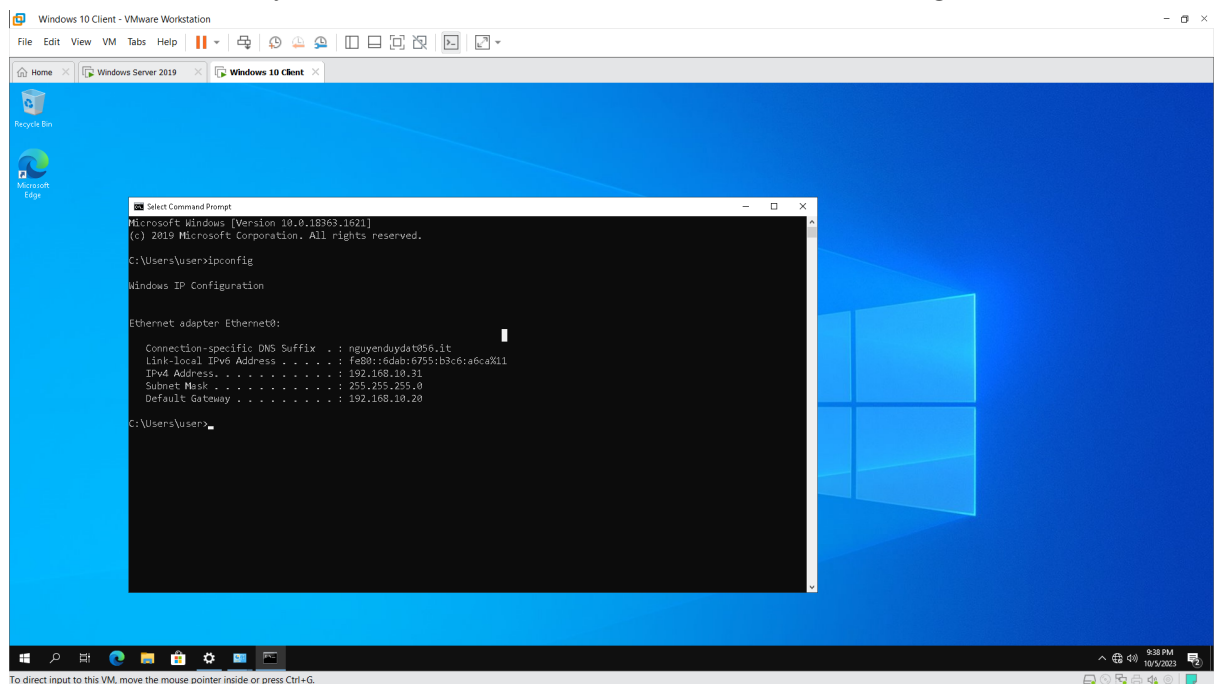 Windows 10 Client - VMware Workstation
File Edit View VM Tabs Help
Home Windows Server 2019 Windows 10 Client
Recycle Bin
Microsoft
Edge
Select Command Prompt
Microsoft Windows [Version 10.0.18363.1621]
(c) 2019 Microsoft Corporation. All rights reserved.
C:\Users\user>ipconfig
Windows IP Configuration
Ethernet adapter Ethernet0:
Connection-specific DNS Suffix . : nguyenduydat056.it
Link-local IPv6 Address . . . . . : fe80::6dab:6755:b3c6:a6ca%11
IPv4 Address. . . . . . . . . . . : 192.168.10.31
Subnet Mask . . . . . . . . . . . : 255.255.255.0
Default Gateway . . . . . . . . . : 192.168.10.20
C:\Users\user>
9:38 PM
10/5/2023
2
To direct input to this VM, move the mouse pointer inside or press Ctrl+G.